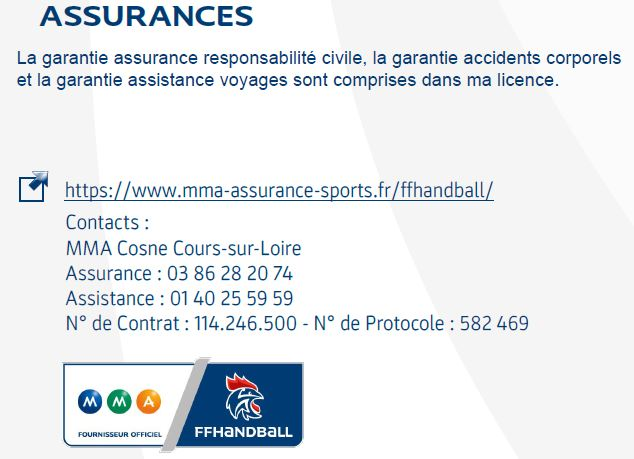 ASSURANCES
La garantie assurance responsabilité civile, la garantie accidents corporels
et la garantie assistance voyages sont comprises dans ma licence.
https://www.mma-assurance-sports.fr/ffhandball/
Contacts :
MMA Cosne Cours-sur-Loire
Assurance : 03 86 28 20 74
Assistance : 01 40 25 59 59
N° de Contrat : 114.246.500 - N° de Protocole : 582 469
MMA
FOURNISSEUR OFFICIEL
FFHANDBALL